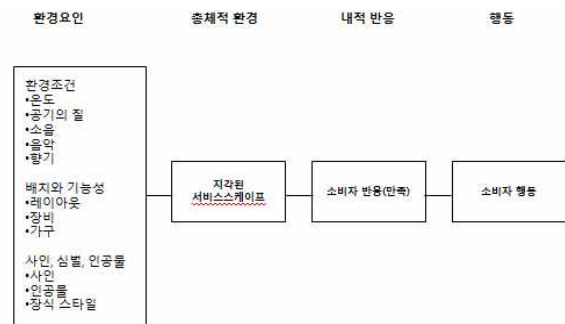 환경요인 총체적 환경 내적 반응 행동
환경조건
•온도
•공기의 질
•소음
•음악
•향기
배치와 기능성
•레이아웃
•장비
•가구
사인, 심벌, 인공물
•사인
•인공물
•장식 스타일
지각된
서비스스케이프
소비자 반응(만족)
소비자 행동